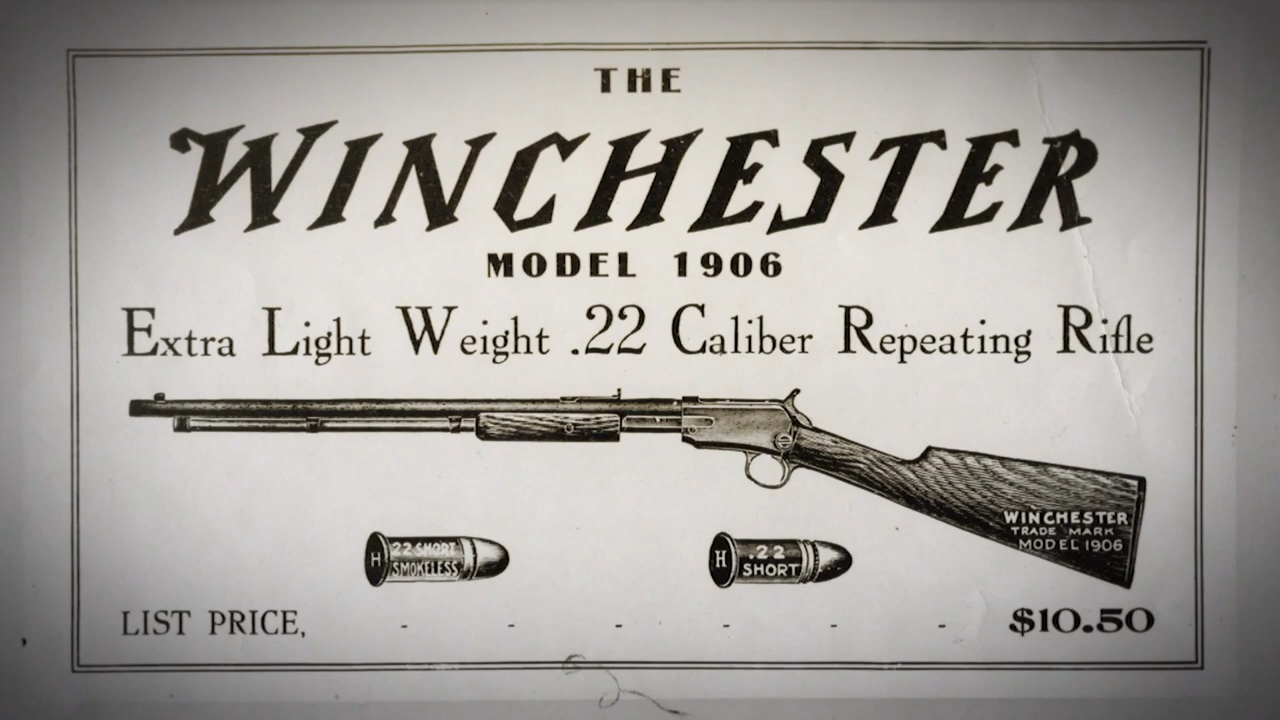 THE
WINCHESTER
MODEL 1906
Extra Light Weight .22 Caliber Repeating Rifle
WINCHESTER
TRADE MARK
MODEL 1906
H
22 SHORT
SMOKELESS
H
.22
SHORT
LIST PRICE, - - - - - - $10.50